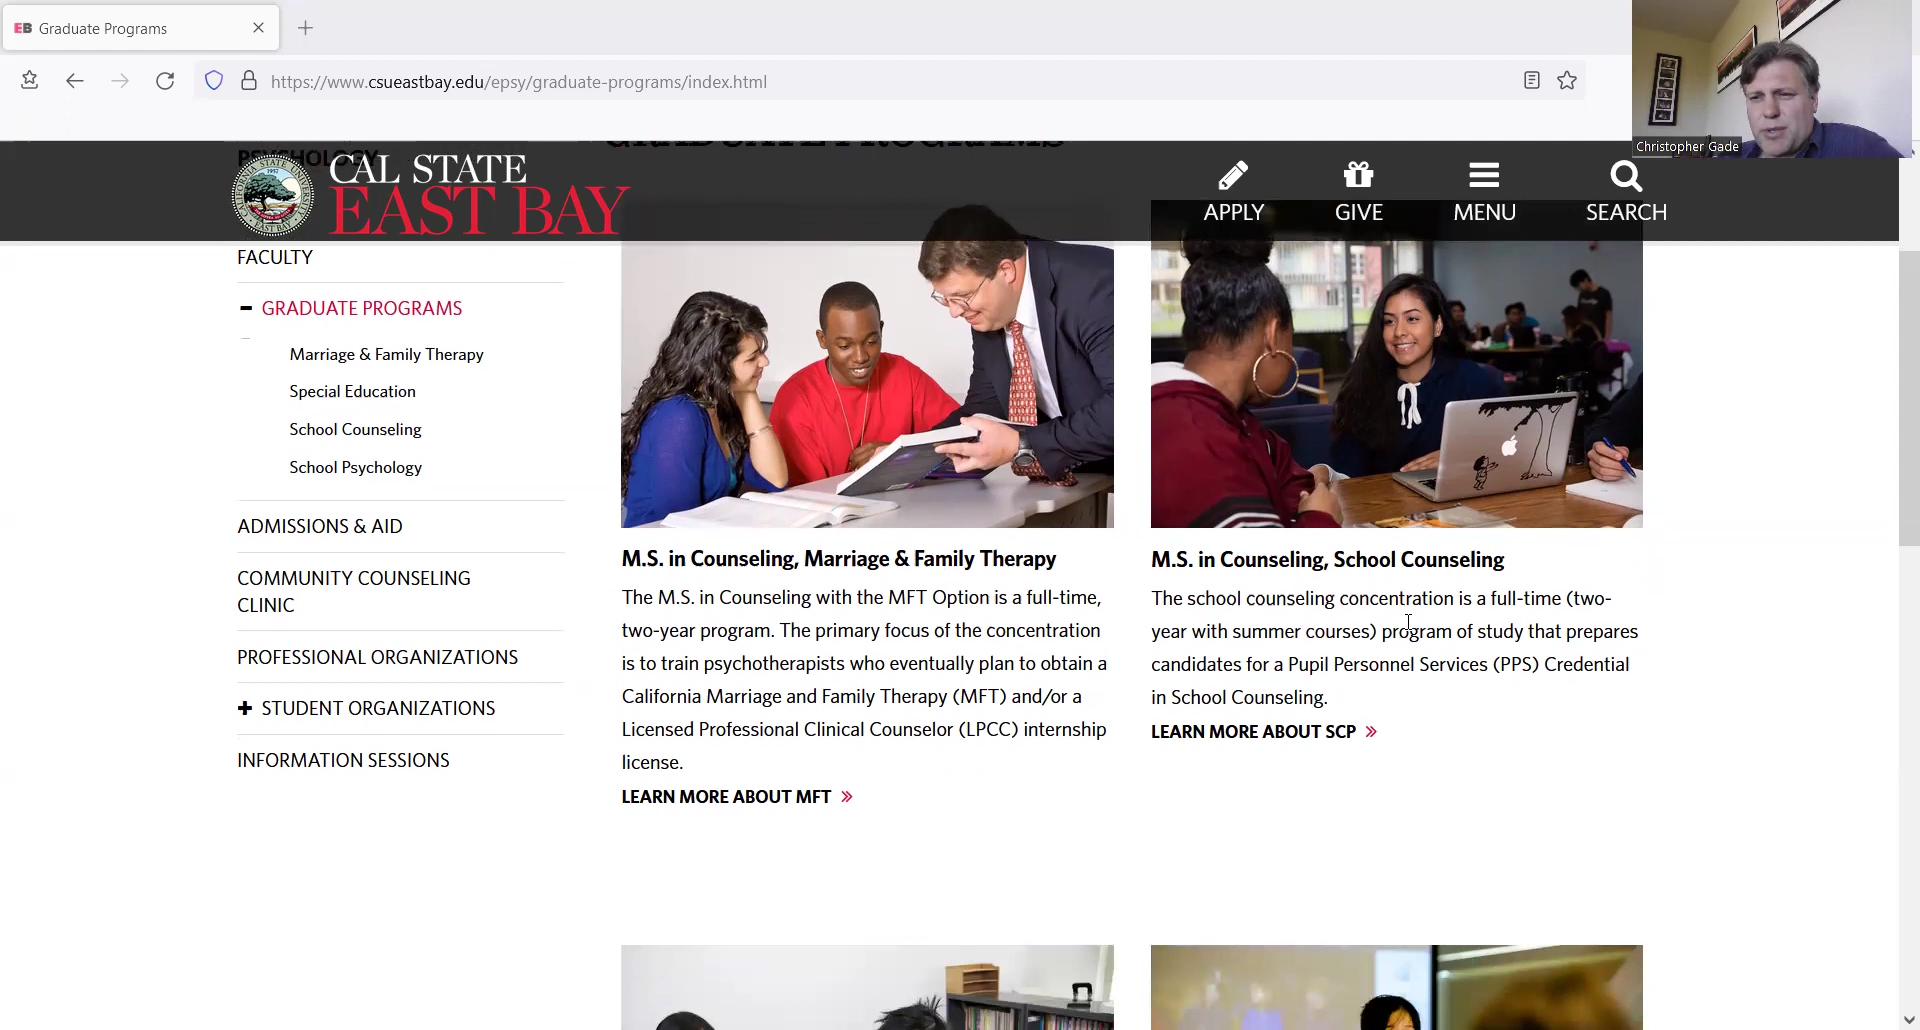 Graduate Programs
https://www.csueastbay.edu/epsy/graduate-programs/index.html
Christopher Gade
PSYCHOLOGY
GRADUATE PROGRAMS
CAL STATE
EAST BAY
APPLY
GIVE
MENU
SEARCH
FACULTY
GRADUATE PROGRAMS
Marriage & Family Therapy
Special Education
School Counseling
School Psychology
ADMISSIONS & AID
COMMUNITY COUNSELING
CLINIC
PROFESSIONAL ORGANIZATIONS
STUDENT ORGANIZATIONS
INFORMATION SESSIONS
M.S. in Counseling, Marriage & Family Therapy
The M.S. in Counseling with the MFT Option is a full-time,
two-year program. The primary focus of the concentration
is to train psychotherapists who eventually plan to obtain a
California Marriage and Family Therapy (MFT) and/or a
Licensed Professional Clinical Counselor (LPCC) internship
license.
LEARN MORE ABOUT MFT »
M.S. in Counseling, School Counseling
The school counseling concentration is a full-time (two-
year with summer courses) program of study that prepares
candidates for a Pupil Personnel Services (PPS) Credential
in School Counseling.
LEARN MORE ABOUT SCP »